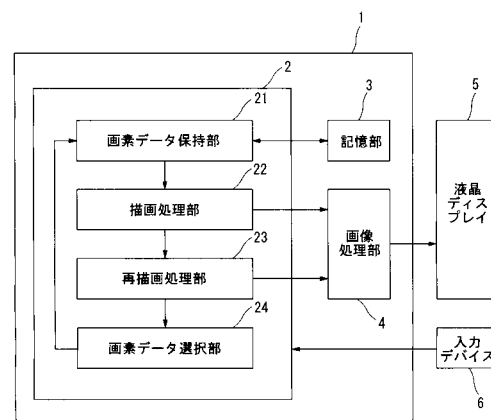 1
2
21
画素データ保持部
3
記憶部
5
液晶
ディス
プレイ
22
描画処理部
画像
処理部
4
23
再描画処理部
24
画素データ選択部
入力
デバイス
6